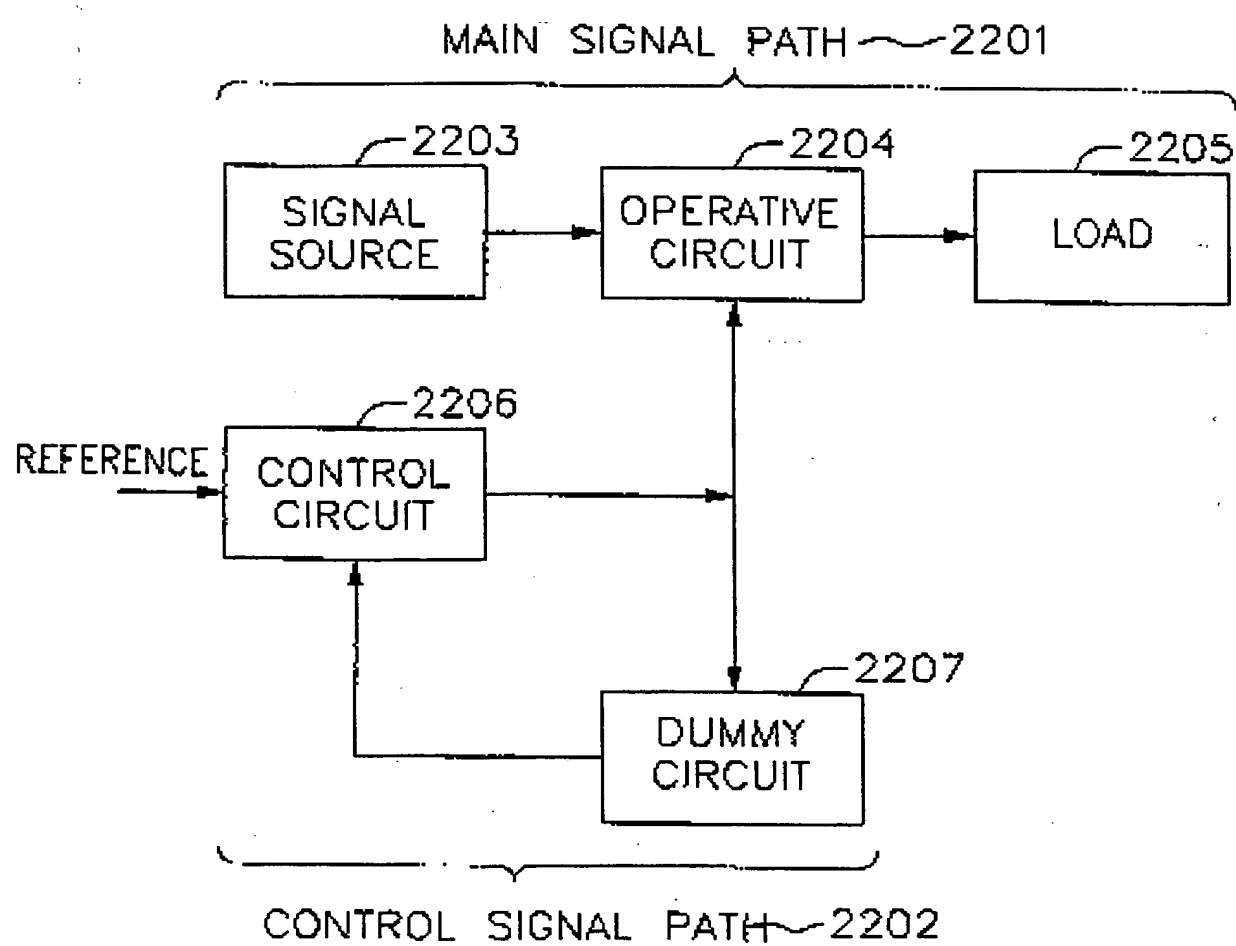 MAIN SIGNAL PATH 2201
2203
2204
2205
SIGNAL
SOURCE
OPERATIVE
CIRCUIT
LOAD
2206
REFERENCE
CONTROL
CIRCUIT
2207
DUMMY
CIRCUIT
CONTROL SIGNAL PATH 2202